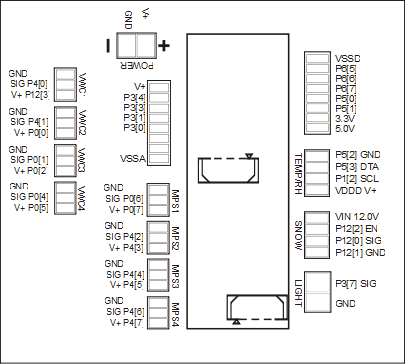 V+
GND
POWER
GND
SIG P4[0]
V+ P12[3]
VWC1
GND
SIG P4[1]
V+ P0[0]
VWC2
GND
SIG P0[1]
V+ P0[2]
VWC3
GND
SIG P0[4]
V+ P0[5]
VWC4
V+
P3[4]
P3[3]
P3[1]
P3[0]
VSSA
GND
SIG P0[6]
V+ P0[7]
MPS1
GND
SIG P4[2]
V+ P4[3]
MPS2
GND
SIG P4[4]
V+ P4[5]
MPS3
GND
SIG P4[6]
V+ P4[7]
MPS4
VSSD
P6[5]
P6[6]
P6[7]
P5[0]
P5[1]
3.3V
5.0V
TEMP/RH
P5[2] GND
P5[3] DTA
P1[2] SCL
VDDD V+
SNOW
VIN 12.0V
P12[2] EN
P12[0] SIG
P12[1] GND
LIGHT
P3[7] SIG
GND